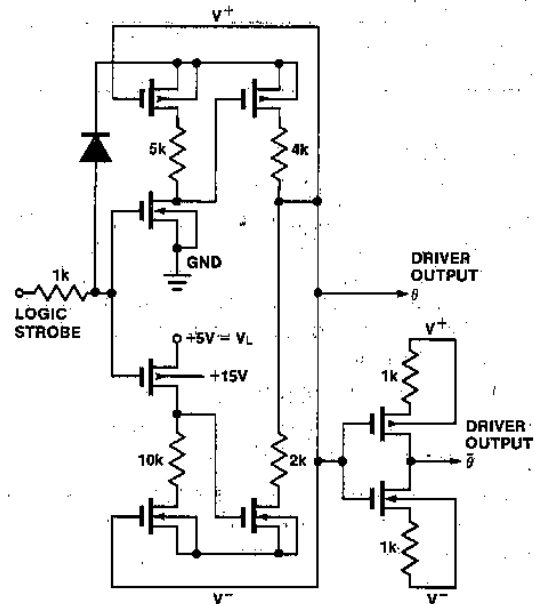 V+
5k
4k
1k
GND
LOGIC
STROBE
+5V = VL
+15V
DRIVER
OUTPUT
θ
V+
1k
DRIVER
OUTPUT
θ̄
10k
2k
1k
V−
V−